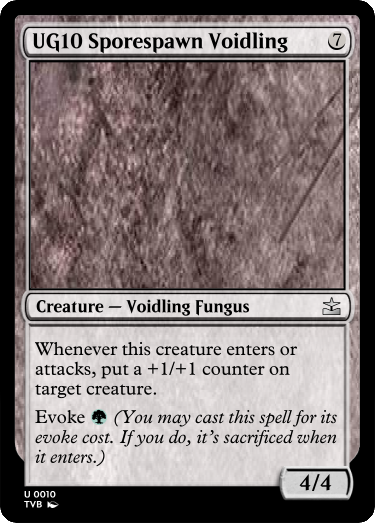 UG10 Sporespawn Voidling 7
Creature — Voidling Fungus
Whenever this creature enters or
attacks, put a +1/+1 counter on
target creature.
Evoke (You may cast this spell for its
evoke cost. If you do, it's sacrificed when
it enters.)
4/4
U 0010
TVB